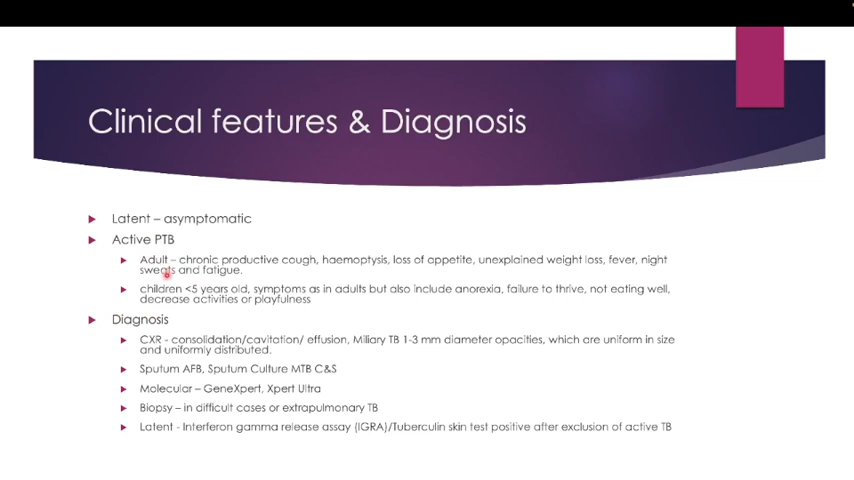 Clinical features & Diagnosis
Latent – asymptomatic
Active PTB
Adult – chronic productive cough, haemoptysis, loss of appetite, unexplained weight loss, fever, night
sweats and fatigue.
children <5 years old, symptoms as in adults but also include anorexia, failure to thrive, not eating well,
decrease activities or playfulness
Diagnosis
CXR - consolidation/cavitation/ effusion, Miliary TB 1-3 mm diameter opacities, which are uniform in size
and uniformly distributed.
Sputum AFB, Sputum Culture MTB C&S
Molecular – GeneXpert, Xpert Ultra
Biopsy – in difficult cases or extrapulmonary TB
Latent - Interferon gamma release assay (IGRA)/Tuberculin skin test positive after exclusion of active TB